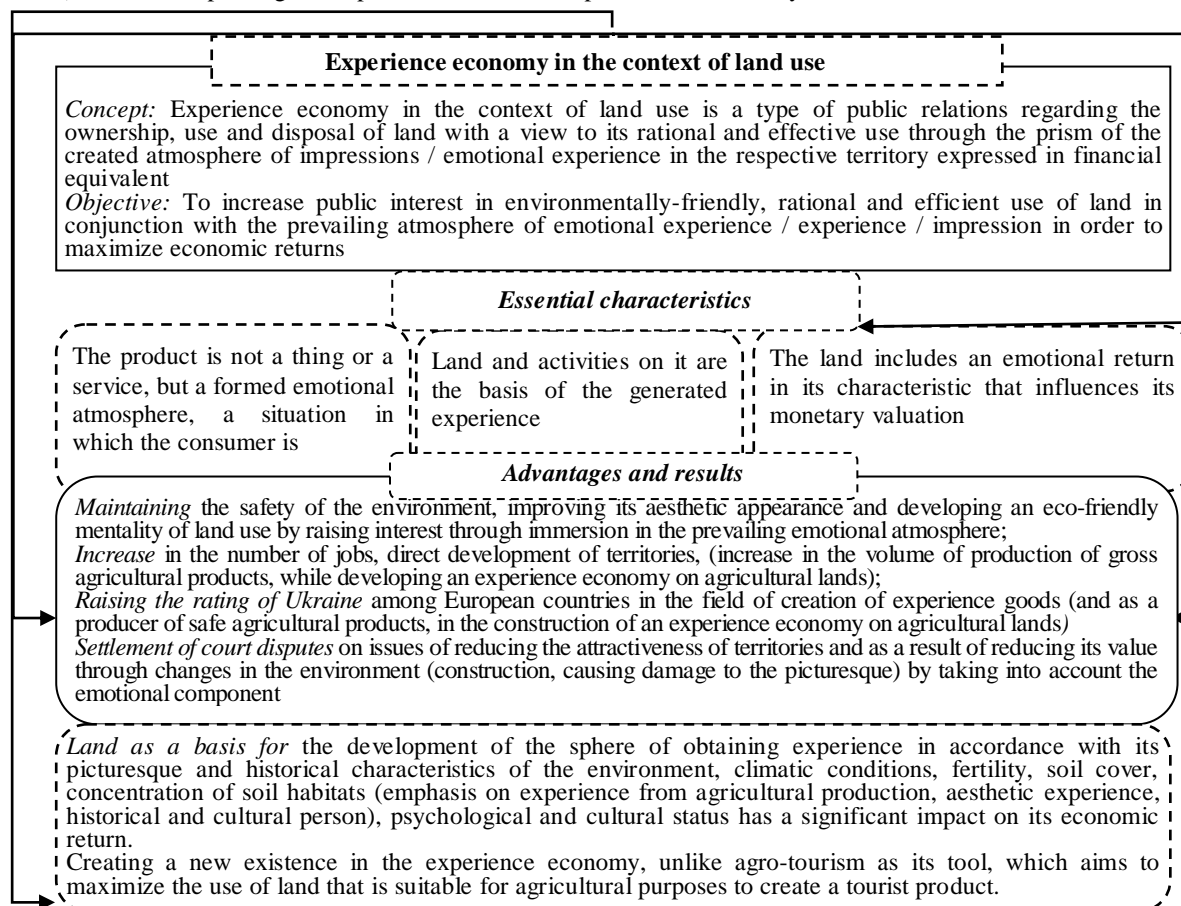 Experience economy in the context of land use
Concept: Experience economy in the context of land use is a type of public relations regarding the
ownership, use and disposal of land with a view to its rational and effective use through the prism of the
created atmosphere of impressions / emotional experience in the respective territory expressed in financial
equivalent
Objective: To increase public interest in environmentally-friendly, rational and efficient use of land in
conjunction with the prevailing atmosphere of emotional experience / experience / impression in order to
maximize economic returns
Essential characteristics
The product is not a thing or a
service, but a formed emotional
atmosphere, a situation in
which the consumer is
Land and activities on it are
the basis of the generated
experience
The land includes an emotional return
in its characteristic that influences its
monetary valuation
Advantages and results
Maintaining the safety of the environment, improving its aesthetic appearance and developing an eco-friendly
mentality of land use by raising interest through immersion in the prevailing emotional atmosphere;
Increase in the number of jobs, direct development of territories, (increase in the volume of production of gross
agricultural products, while developing an experience economy on agricultural lands);
Raising the rating of Ukraine among European countries in the field of creation of experience goods (and as a
producer of safe agricultural products, in the construction of an experience economy on agricultural lands)
Settlement of court disputes on issues of reducing the attractiveness of territories and as a result of reducing its value
through changes in the environment (construction, causing damage to the picturesque) by taking into account the
emotional component
Land as a basis for the development of the sphere of obtaining experience in accordance with its
picturesque and historical characteristics of the environment, climatic conditions, fertility, soil cover,
concentration of soil habitats (emphasis on experience from agricultural production, aesthetic experience,
historical and cultural person), psychological and cultural status has a significant impact on its economic
return.
Creating a new existence in the experience economy, unlike agro-tourism as its tool, which aims to
maximize the use of land that is suitable for agricultural purposes to create a tourist product.